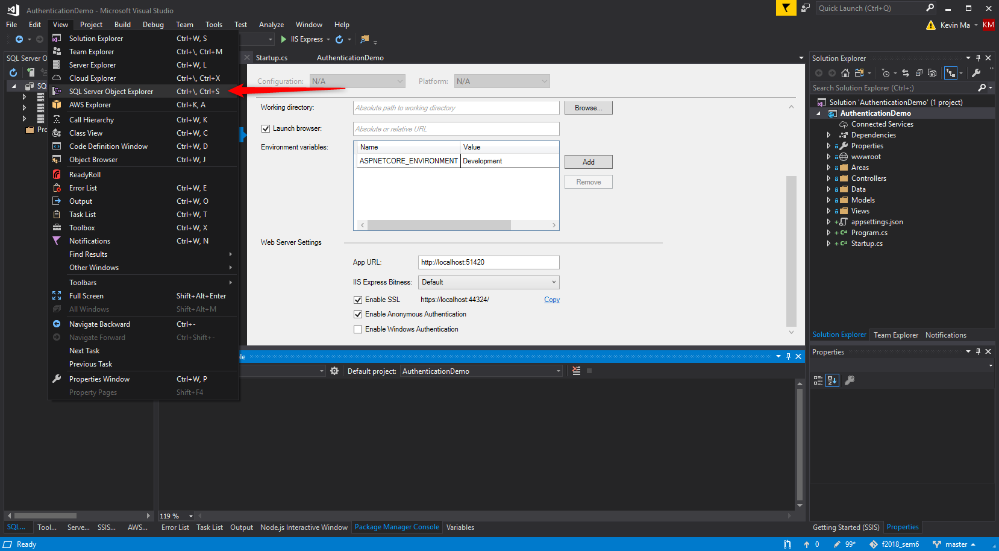 AuthenticationDemo - Microsoft Visual Studio
Quick Launch (Ctrl+Q)
File Edit View Project Build Debug Team Tools Test Analyze Window Help
Kevin Ma KM
IIS Express
SQL Server O
SQ
Pro
Solution Explorer Ctrl+W, S
Team Explorer Ctrl+\, Ctrl+M
Server Explorer Ctrl+W, L
Cloud Explorer Ctrl+\, Ctrl+X
SQL Server Object Explorer Ctrl+\, Ctrl+S
AWS Explorer Ctrl+K, A
Call Hierarchy Ctrl+W, K
Class View Ctrl+W, C
Code Definition Window Ctrl+W, D
Object Browser Ctrl+W, J
ReadyRoll
Error List Ctrl+W, E
Output Ctrl+W, O
Task List Ctrl+W, T
Toolbox Ctrl+W, X
Notifications Ctrl+W, N
Find Results
Other Windows
Toolbars
Full Screen Shift+Alt+Enter
All Windows Shift+Alt+M
Navigate Backward Ctrl+-
Navigate Forward Ctrl+Shift+-
Next Task
Previous Task
Properties Window Ctrl+W, P
Property Pages Shift+F4
Startup.cs AuthenticationDemo
Configuration: N/A Platform: N/A
Working directory: Absolute path to working directory Browse...
Launch browser: Absolute or relative URL
Environment variables: Name Value
ASPNETCORE_ENVIRONMENT Development
Add
Remove
Web Server Settings
App URL: http://localhost:51420
IIS Express Bitness: Default
Enable SSL https://localhost:44324/ Copy
Enable Anonymous Authentication
Enable Windows Authentication
le
Default project: AuthenticationDemo
119 %
Solution Explorer
Search Solution Explorer (Ctrl+;)
Solution 'AuthenticationDemo' (1 project)
AuthenticationDemo
Connected Services
Dependencies
Properties
wwwroot
Areas
Controllers
Data
Models
Views
appsettings.json
C# Program.cs
C# Startup.cs
Solution Explorer Team Explorer Notifications
Properties
SQL... Tool... Serve... SSIS... AWS... Error List Task List Output Node.js Interactive Window Package Manager Console Variables
Getting Started (SSIS) Properties
Ready 0 99* f2018_sem6 master